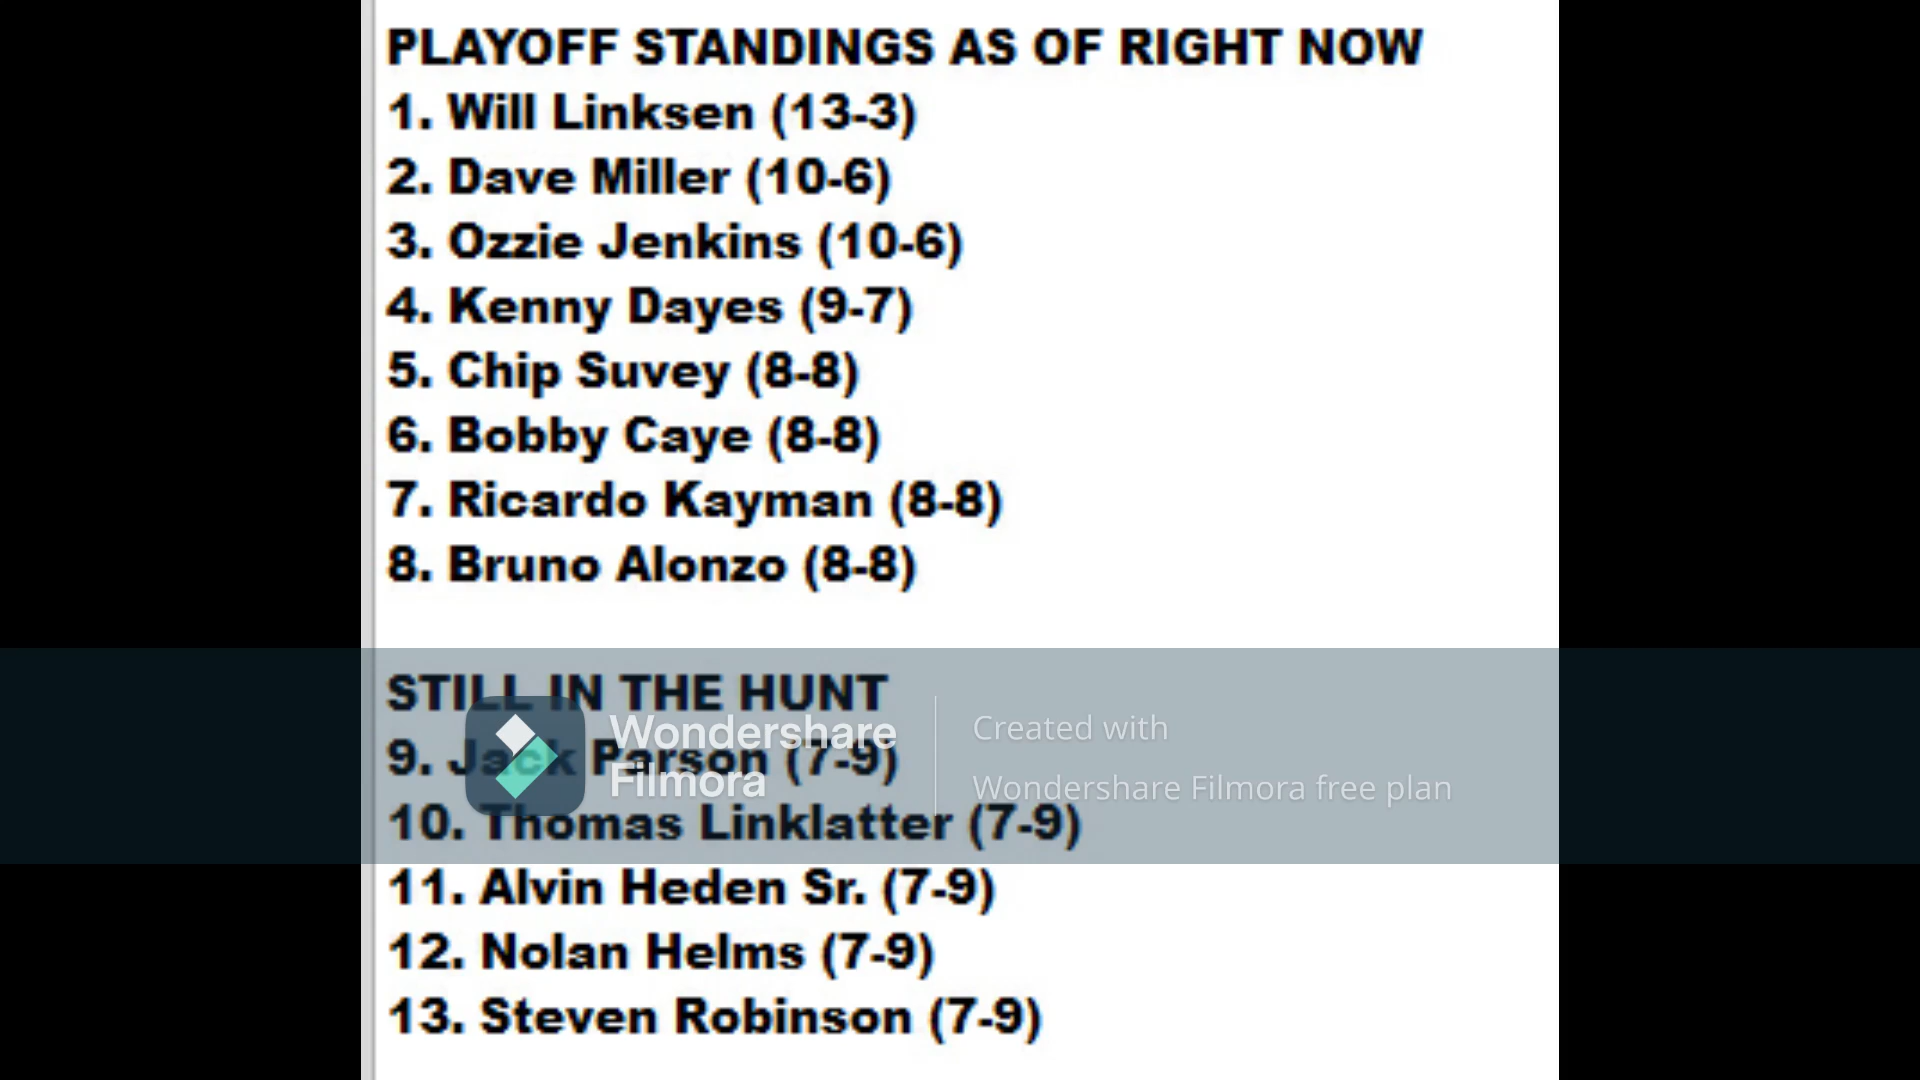 PLAYOFF STANDINGS AS OF RIGHT NOW
1. Will Linksen (13-3)
2. Dave Miller (10-6)
3. Ozzie Jenkins (10-6)
4. Kenny Dayes (9-7)
5. Chip Suvey (8-8)
6. Bobby Caye (8-8)
7. Ricardo Kayman (8-8)
8. Bruno Alonzo (8-8)
STILL IN THE HUNT
9. Jack Parson (7-9)
10. Thomas Linklatter (7-9)
11. Alvin Heden Sr. (7-9)
12. Nolan Helms (7-9)
13. Steven Robinson (7-9)
Wondershare
Filmora
Created with
Wondershare Filmora free plan